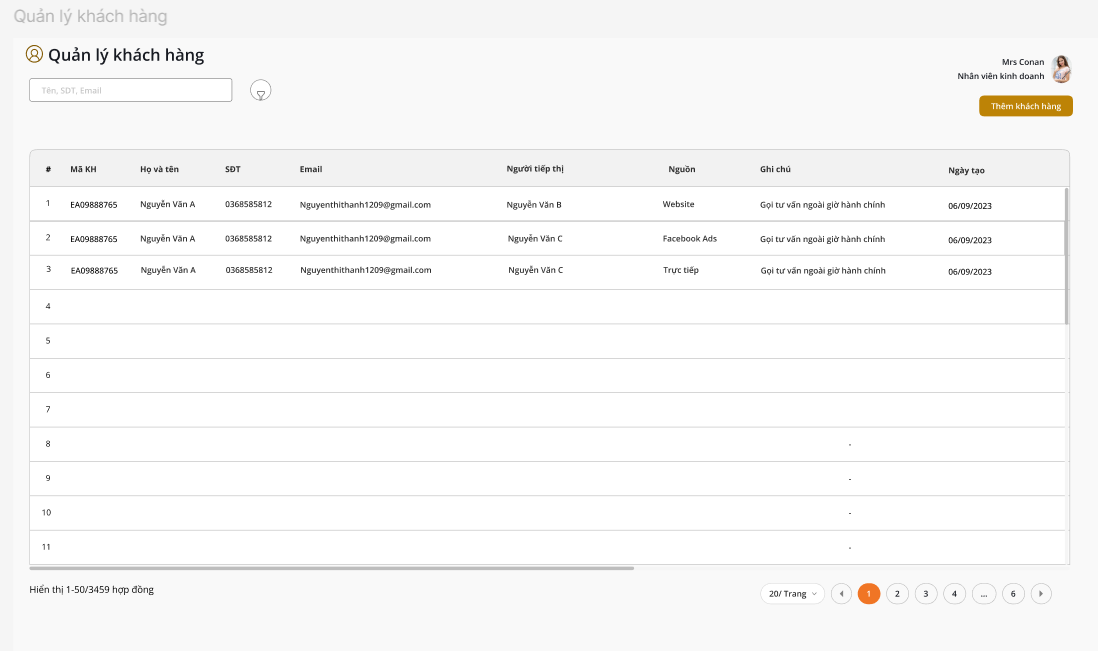 Quản lý khách hàng
Quản lý khách hàng
Mrs Conan
Nhân viên kinh doanh
Tên, SĐT, Email
Thêm khách hàng
# Mã KH Họ và tên SĐT Email Người tiếp thị Nguồn Ghi chú Ngày tạo
1 EA09888765 Nguyễn Văn A 0368585812 Nguyenthithanh1209@gmail.com Nguyễn Văn B Website Gọi tư vấn ngoài giờ hành chính 06/09/2023
2 EA09888765 Nguyễn Văn A 0368585812 Nguyenthithanh1209@gmail.com Nguyễn Văn C Facebook Ads Gọi tư vấn ngoài giờ hành chính 06/09/2023
3 EA09888765 Nguyễn Văn A 0368585812 Nguyenthithanh1209@gmail.com Nguyễn Văn C Trực tiếp Gọi tư vấn ngoài giờ hành chính 06/09/2023
4
5
6
7
8 -
9 -
10 -
11 -
Hiển thị 1-50/3459 hợp đồng
20/ Trang 1 2 3 4 ... 6